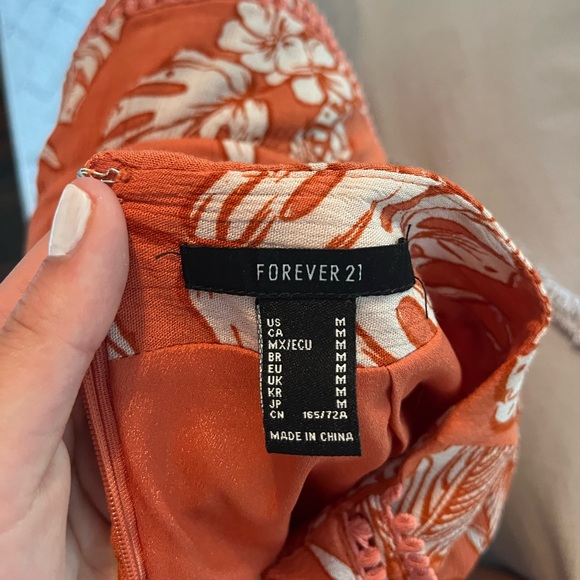 FOREVER 21
US M
CA M
MX/ECU M
BR M
EU M
UK M
KR M
JP M
CN 165/72A
MADE IN CHINA